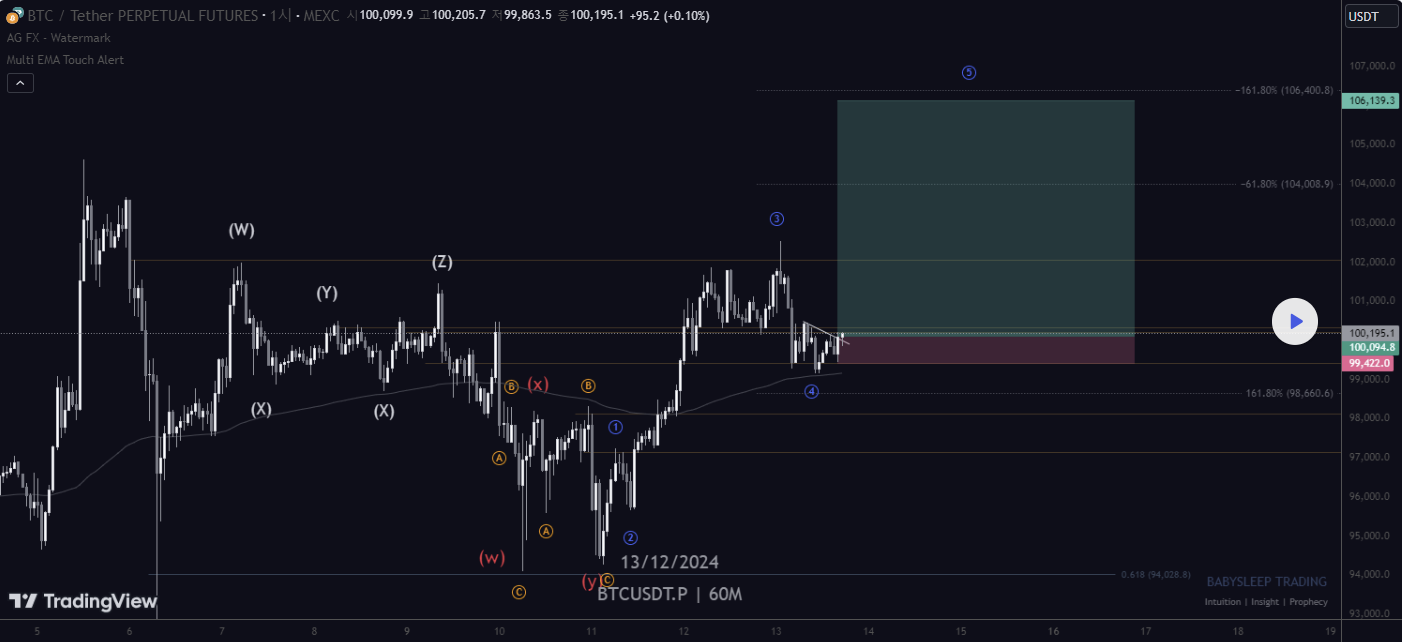 BTC / Tether PERPETUAL FUTURES · 1시 · MEXC 시100,099.9 고100,205.7 저99,863.5 종100,195.1 +95.2 (+0.10%)
USDT
AG FX - Watermark
Multi EMA Touch Alert
107,000.0
⑤
−161.80% (106,400.8)
106,139.3
105,000.0
104,000.0
−61.80% (104,008.9)
103,000.0
③
(W)
102,000.0
(Z)
(Y)
101,000.0
100,195.1
100,094.8
99,422.0
99,000.0
161.80% (98,660.6)
④
Ⓑ
(x)
Ⓑ
(X)
(X)
98,000.0
①
97,000.0
Ⓐ
96,000.0
Ⓐ
95,000.0
②
(w)
13/12/2024
94,000.0
0.618 (94,028.8)
(y)
Ⓒ
Ⓒ
BTCUSDT.P | 60M
BABYSLEEP TRADING
Intuition | Insight | Prophecy
TradingView
93,000.0
5 6 7 8 9 10 11 12 13 14 15 16 17 18 19